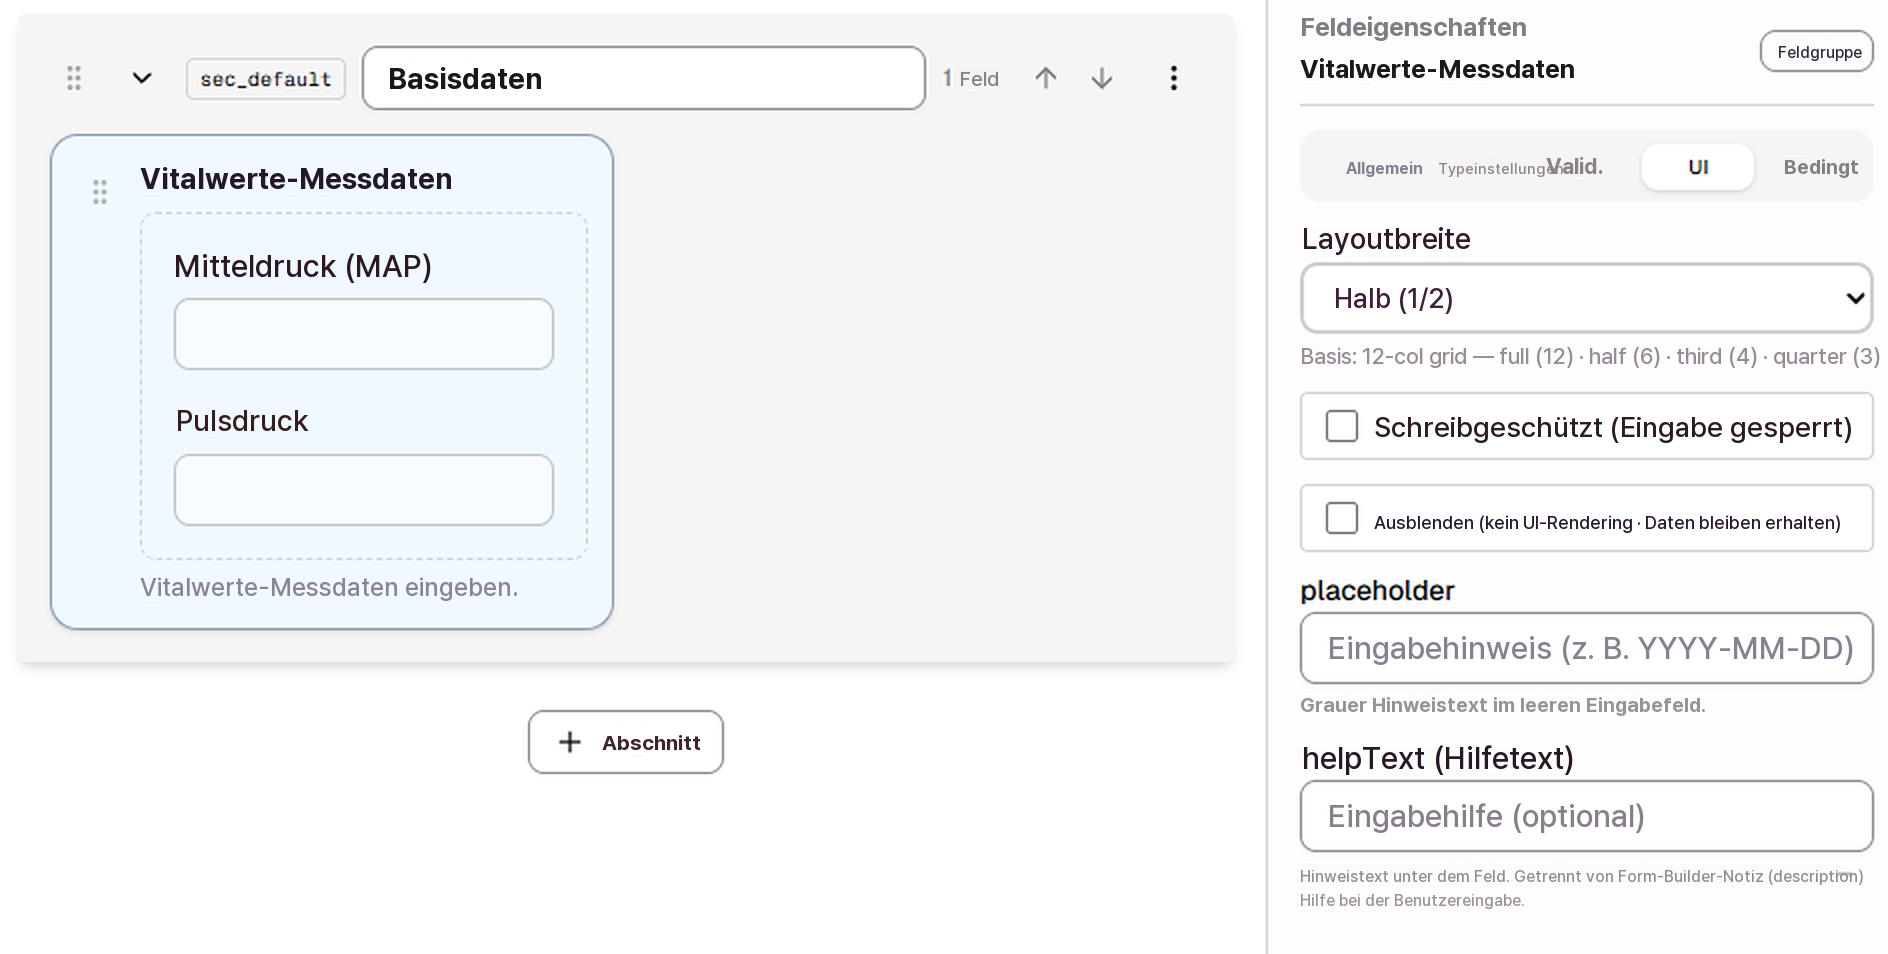 sec_default
Basisdaten
1 Feld
Vitalwerte-Messdaten
Mitteldruck (MAP)
Pulsdruck
Vitalwerte-Messdaten eingeben.
Abschnitt
Feldeigenschaften
Vitalwerte-Messdaten
Feldgruppe
Allgemein Typeinstellungen Valid. UI Bedingt
Layoutbreite
Halb (1/2)
Basis: 12-col grid — full (12) · half (6) · third (4) · quarter (3)
Schreibgeschützt (Eingabe gesperrt)
Ausblenden (kein UI-Rendering · Daten bleiben erhalten)
placeholder
Eingabehinweis (z. B. YYYY-MM-DD)
Grauer Hinweistext im leeren Eingabefeld.
helpText (Hilfetext)
Eingabehilfe (optional)
Hinweistext unter dem Feld. Getrennt von Form-Builder-Notiz (description)
Hilfe bei der Benutzereingabe.